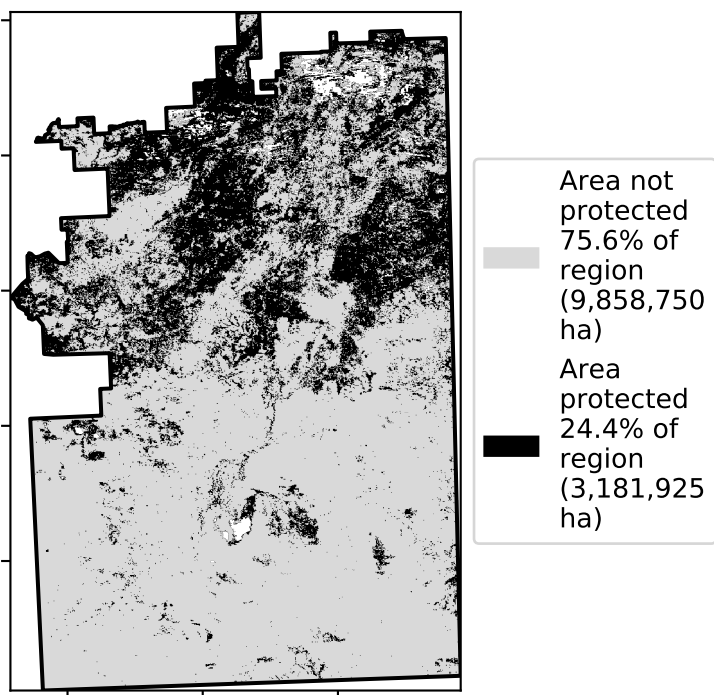 Area not
protected
75.6% of
region
(9,858,750
ha)
Area
protected
24.4% of
region
(3,181,925
ha)